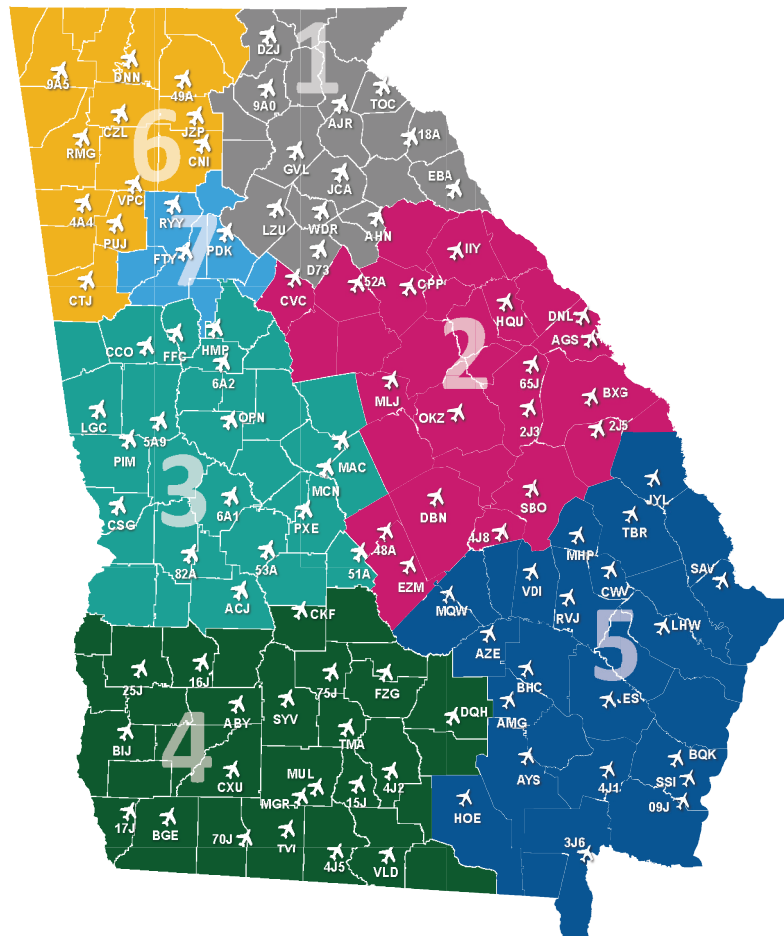 DZJ
1
DNN
9A5
49A
9A0
TOC
AJR
CZL
JZP
18A
RMG
6
CNI
GVL
JCA
EBA
VPC
4A4
RYY
LZU
WDR
AHN
PUJ
7
PDK
FTY
D73
IIY
CTJ
CVC
52A
CPP
HQU
DNL
AGS
2
CCO
FFC
HMP
6A2
65J
MLJ
BXG
LGC
5A9
OPN
OKZ
2J3
2J5
PIM
MAC
3
MCN
JYL
CSG
6A1
PXE
DBN
SBO
TBR
48A
4J8
MHP
82A
53A
51A
EZM
SAV
ACJ
MQW
VDI
RVJ
CWV
CKF
LHW
AZE
5
25J
16J
75J
FZG
BHC
ABY
SYV
DQH
AMG
JES
BIJ
4
TMA
AYS
BQK
CXU
MUL
4J2
4J1
SSI
MGR
15J
HOE
09J
17J
BGE
70J
TVI
3J6
4J5
VLD